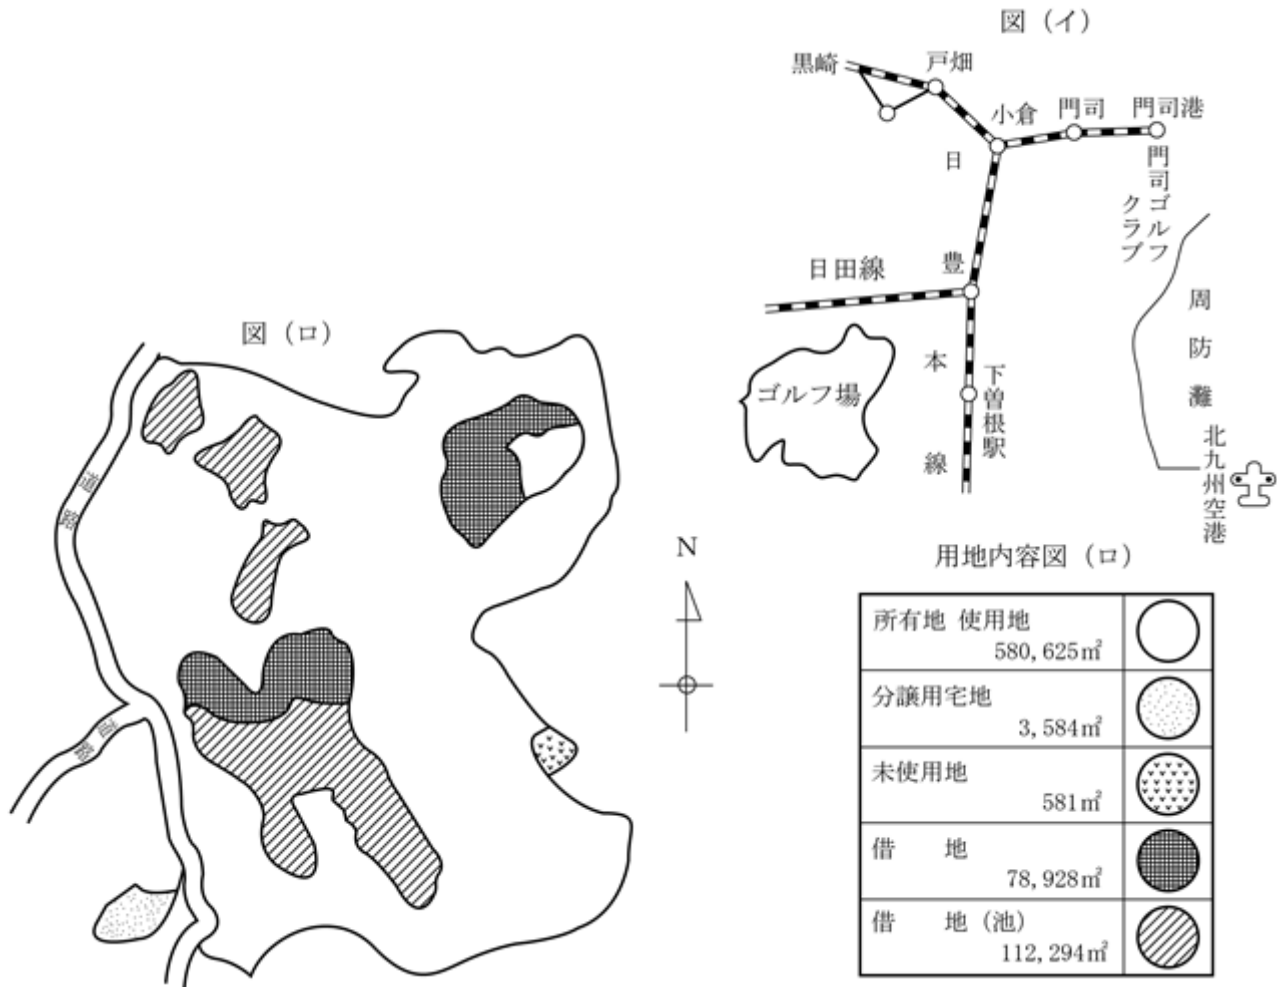 図（イ）
黒崎
戸畑
小倉
門司
門司港
門司ゴルフ
クラブ
日豊本線
日田線
周防灘
ゴルフ場
下曽根駅
北九州空港
図（ロ）
道路
道路
N
用地内容図（ロ）
所有地 使用地
580,625㎡
分譲用宅地
3,584㎡
未使用地
581㎡
借　地
78,928㎡
借　地（池）
112,294㎡